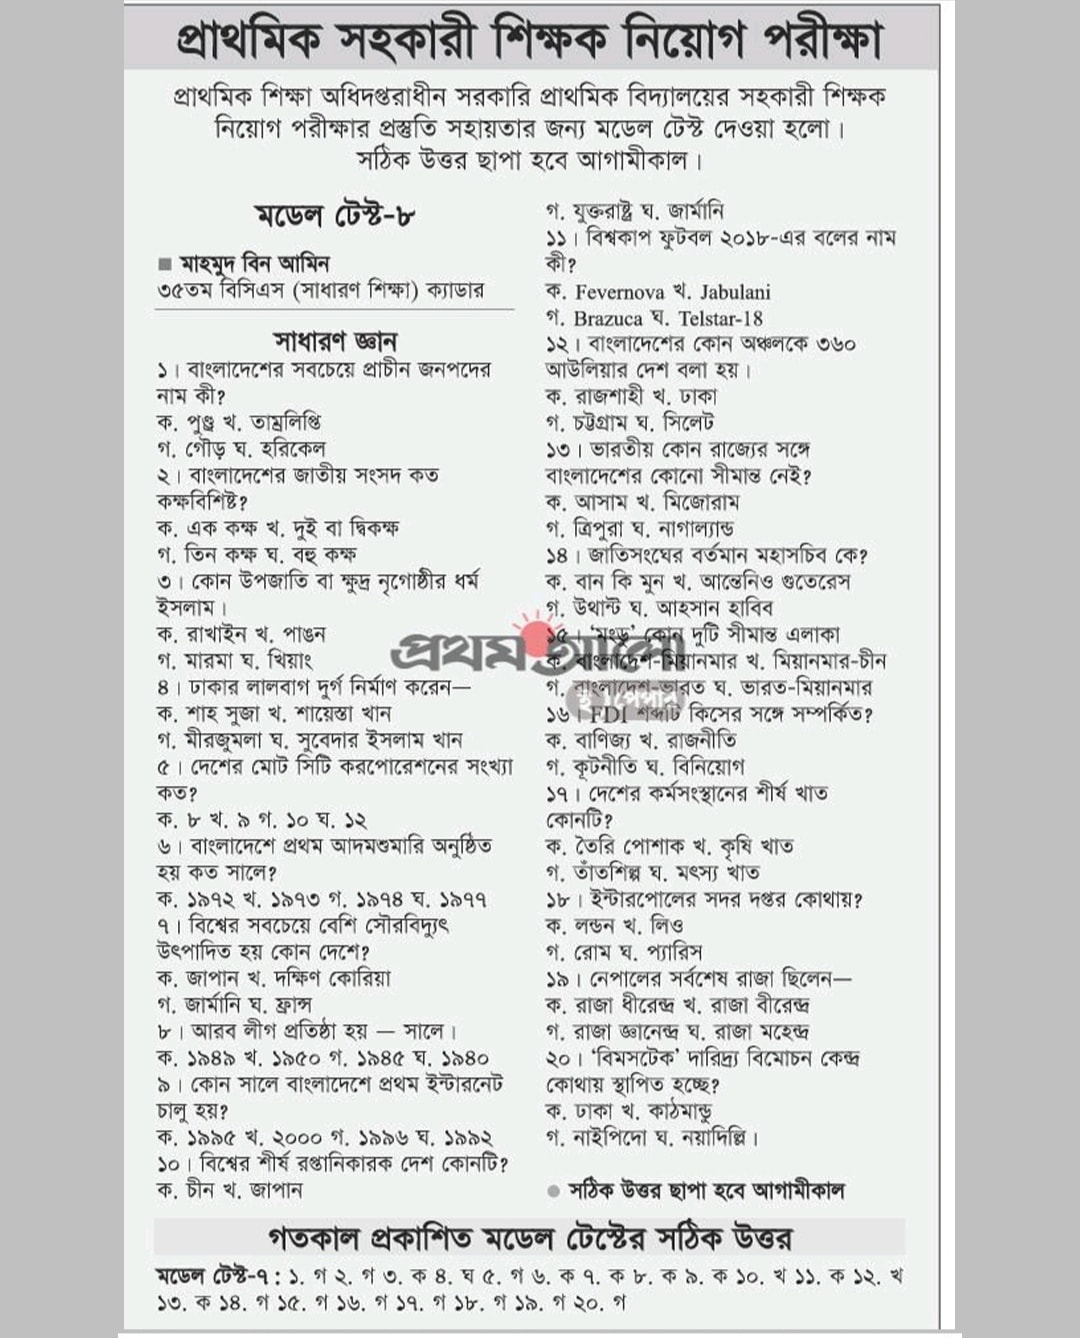 প্রাথমিক সহকারী শিক্ষক নিয়োগ পরীক্ষা
প্রাথমিক শিক্ষা অধিদপ্তরাধীন সরকারি প্রাথমিক বিদ্যালয়ের সহকারী শিক্ষক
নিয়োগ পরীক্ষার প্রস্তুতি সহায়তার জন্য মডেল টেস্ট দেওয়া হলো।
সঠিক উত্তর ছাপা হবে আগামীকাল।
মডেল টেস্ট-৮
■ মাহমুদ বিন আমিন
৩৫তম বিসিএস (সাধারণ শিক্ষা) ক্যাডার
সাধারণ জ্ঞান
১। বাংলাদেশের সবচেয়ে প্রাচীন জনপদের
নাম কী?
ক. পুণ্ড্র খ. তাম্রলিপ্তি
গ. গৌড় ঘ. হরিকেল
২। বাংলাদেশের জাতীয় সংসদ কত
কক্ষবিশিষ্ট?
ক. এক কক্ষ খ. দুই বা দ্বিকক্ষ
গ. তিন কক্ষ ঘ. বহু কক্ষ
৩। কোন উপজাতি বা ক্ষুদ্র নৃগোষ্ঠীর ধর্ম
ইসলাম।
ক. রাখাইন খ. পাঙন
গ. মারমা ঘ. খিয়াং
৪। ঢাকার লালবাগ দুর্গ নির্মাণ করেন—
ক. শাহ সুজা খ. শায়েস্তা খান
গ. মীরজুমলা ঘ. সুবেদার ইসলাম খান
৫। দেশের মোট সিটি করপোরেশনের সংখ্যা
কত?
ক. ৮ খ. ৯ গ. ১০ ঘ. ১২
৬। বাংলাদেশে প্রথম আদমশুমারি অনুষ্ঠিত
হয় কত সালে?
ক. ১৯৭২ খ. ১৯৭৩ গ. ১৯৭৪ ঘ. ১৯৭৭
৭। বিশ্বের সবচেয়ে বেশি সৌরবিদ্যুৎ
উৎপাদিত হয় কোন দেশে?
ক. জাপান খ. দক্ষিণ কোরিয়া
গ. জার্মানি ঘ. ফ্রান্স
৮। আরব লীগ প্রতিষ্ঠা হয় — সালে।
ক. ১৯৪৯ খ. ১৯৫০ গ. ১৯৪৫ ঘ. ১৯৪০
৯। কোন সালে বাংলাদেশে প্রথম ইন্টারনেট
চালু হয়?
ক. ১৯৯৫ খ. ২০০০ গ. ১৯৯৬ ঘ. ১৯৯২
১০। বিশ্বের শীর্ষ রপ্তানিকারক দেশ কোনটি?
ক. চীন খ. জাপান
গ. যুক্তরাষ্ট্র ঘ. জার্মানি
১১। বিশ্বকাপ ফুটবল ২০১৮-এর বলের নাম
কী?
ক. Fevernova খ. Jabulani
গ. Brazuca ঘ. Telstar-18
১২। বাংলাদেশের কোন অঞ্চলকে ৩৬০
আউলিয়ার দেশ বলা হয়।
ক. রাজশাহী খ. ঢাকা
গ. চট্টগ্রাম ঘ. সিলেট
১৩। ভারতীয় কোন রাজ্যের সঙ্গে
বাংলাদেশের কোনো সীমান্ত নেই?
ক. আসাম খ. মিজোরাম
গ. ত্রিপুরা ঘ. নাগাল্যান্ড
১৪। জাতিসংঘের বর্তমান মহাসচিব কে?
ক. বান কি মুন খ. আন্তেনিও গুতেরেস
গ. উথান্ট ঘ. আহসান হাবিব
১৫। ‘মংডু’ কোন দুটি সীমান্ত এলাকা
ক. বাংলাদেশ-মিয়ানমার খ. মিয়ানমার-চীন
গ. বাংলাদেশ-ভারত ঘ. ভারত-মিয়ানমার
১৬। FDI শব্দটি কিসের সঙ্গে সম্পর্কিত?
ক. বাণিজ্য খ. রাজনীতি
গ. কূটনীতি ঘ. বিনিয়োগ
১৭। দেশের কর্মসংস্থানের শীর্ষ খাত
কোনটি?
ক. তৈরি পোশাক খ. কৃষি খাত
গ. তাঁতশিল্প ঘ. মৎস্য খাত
১৮। ইন্টারপোলের সদর দপ্তর কোথায়?
ক. লন্ডন খ. লিও
গ. রোম ঘ. প্যারিস
১৯। নেপালের সর্বশেষ রাজা ছিলেন—
ক. রাজা ধীরেন্দ্র খ. রাজা বীরেন্দ্র
গ. রাজা জ্ঞানেন্দ্র ঘ. রাজা মহেন্দ্র
২০। ‘বিমসটেক’ দারিদ্র্য বিমোচন কেন্দ্র
কোথায় স্থাপিত হচ্ছে?
ক. ঢাকা খ. কাঠমান্ডু
গ. নাইপিদো ঘ. নয়াদিল্লি।
● সঠিক উত্তর ছাপা হবে আগামীকাল
প্রথম আলো
গতকাল প্রকাশিত মডেল টেস্টের সঠিক উত্তর
মডেল টেস্ট-৭ : ১. গ ২. গ ৩. ক ৪. ঘ ৫. গ ৬. ক ৭. ক ৮. ক ৯. ক ১০. খ ১১. ক ১২. খ
১৩. ক ১৪. গ ১৫. গ ১৬. গ ১৭. গ ১৮. গ ১৯. গ ২০. গ